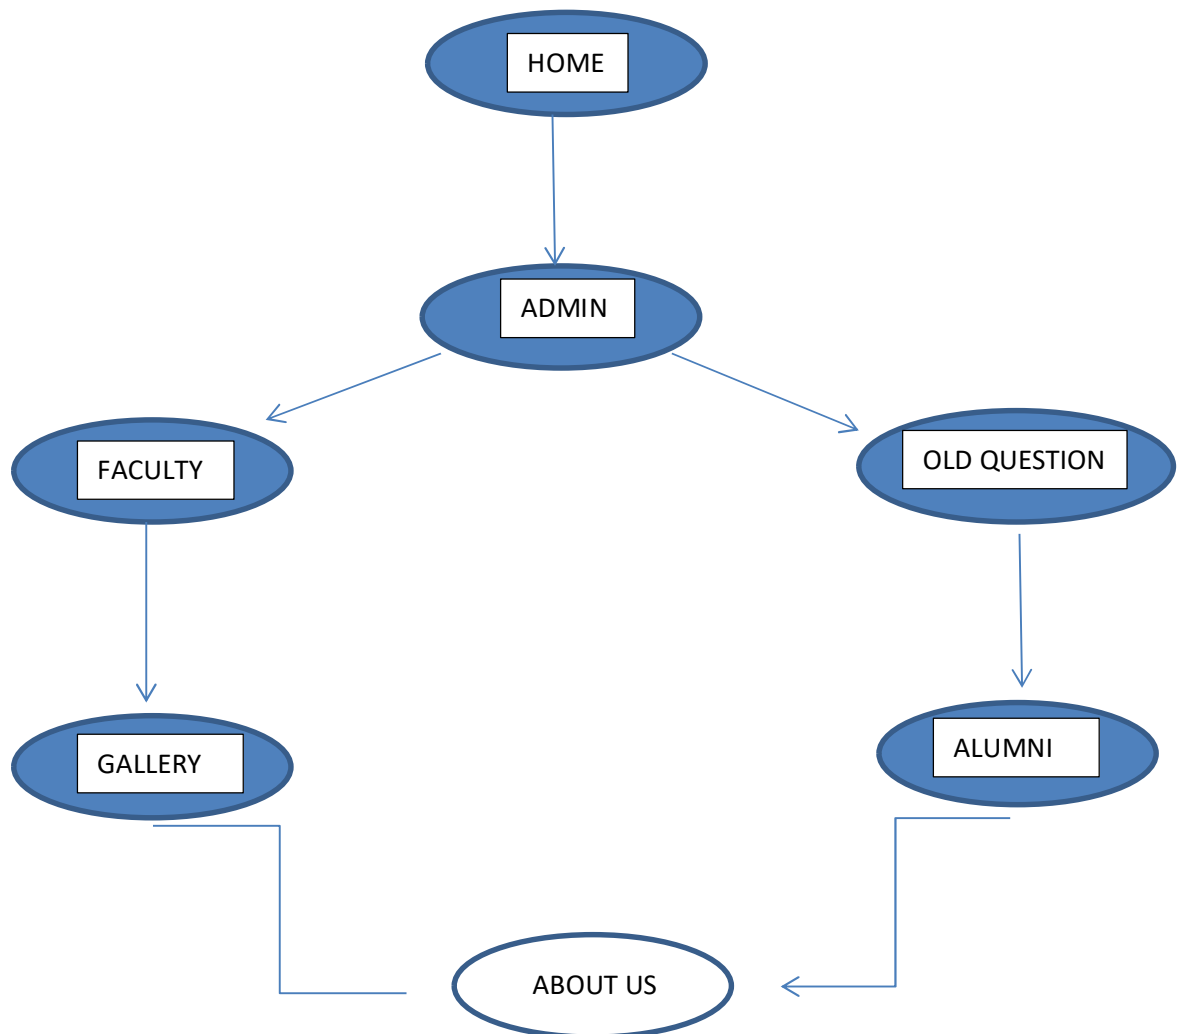 HOME
ADMIN
FACULTY
OLD QUESTION
GALLERY
ALUMNI
ABOUT US